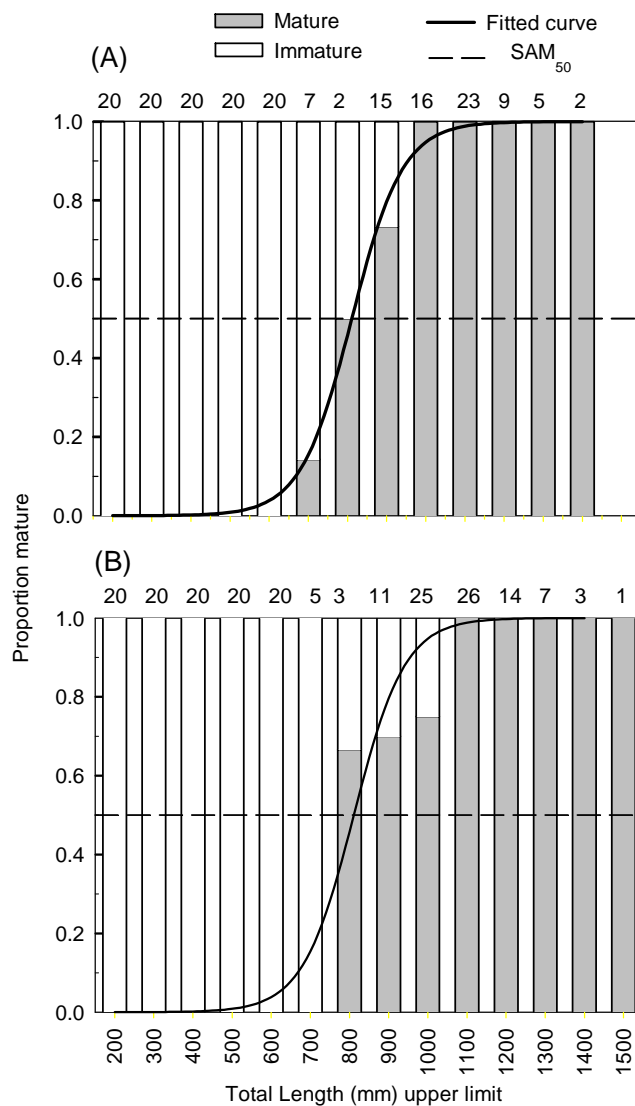 Mature Fitted curve
Immature SAM50
(A)
20 20 20 20 20 7 2 15 16 23 9 5 2
1.0
0.8
0.6
0.4
0.2
0.0
(B)
20 20 20 20 20 5 3 11 25 26 14 7 3 1
1.0
0.8
0.6
0.4
0.2
0.0
Proportion mature
200 300 400 500 600 700 800 900 1000 1100 1200 1300 1400 1500
Total Length (mm) upper limit